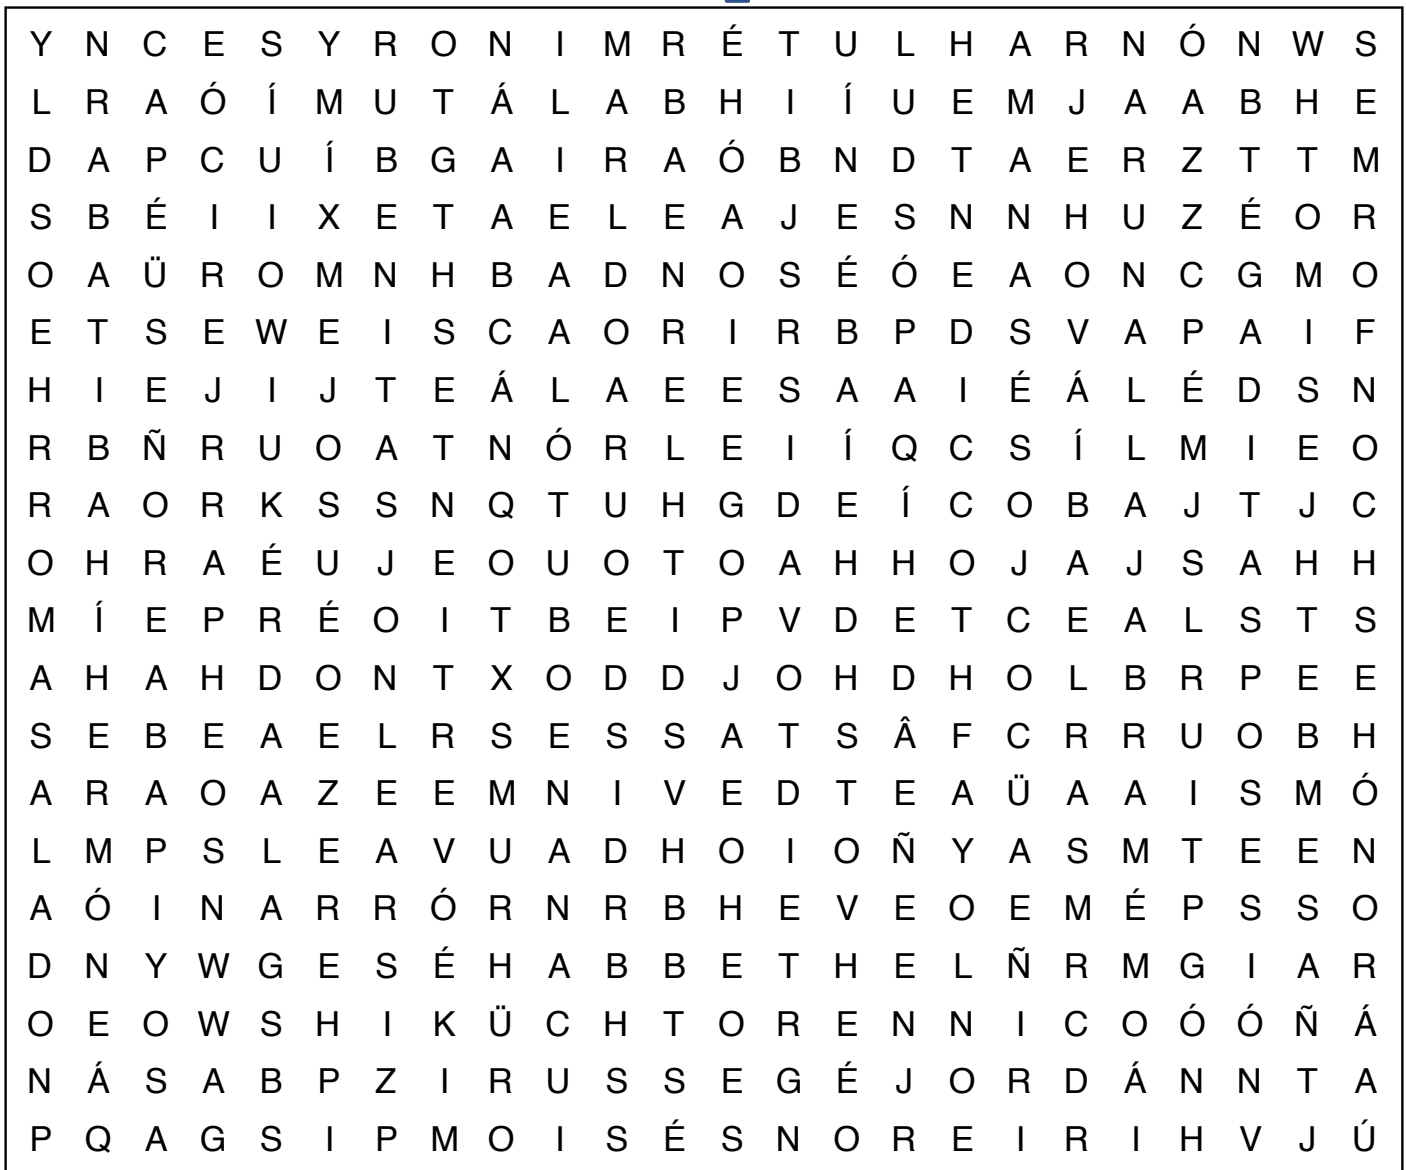 Y N C E S Y R O N I M R É T U L H A R N Ó N W S
L R A Ó Í M U T Á L A B H I Í U E M J A A B H E
D A P C U Í B G A I R A Ó B N D T A E R Z T T M
S B É I I X E T A E L E A J E S N N H U Z É O R
O A Ü R O M N H B A D N O S É Ó E A O N C G M O
E T S E W E I S C A O R I R B P D S V A P A I F
H I E J I J T E Á L A E E S A A I É Á L É D S N
R B Ñ R U O A T N Ó R L E I Í Q C S Í L M I E O
R A O R K S S N Q T U H G D E Í C O B A J T J C
O H R A É U J E O U O T O A H H O J A J S A H H
M Í E P R É O I T B E I P V D E T C E A L S T S
A H A H D O N T X O D D J O H D H O L B R P E E
S E B E A E L R S E S S A T S Â F C R R U O B H
A R A O A Z E E M N I V E D T E A Ü A A I S M Ó
L M P S L E A V U A D H O I O Ñ Y A S M T E E N
A Ó I N A R R Ó R N R B H E V E O E M É P S S O
D N Y W G E S É H A B B E T H E L Ñ R M G I A R
O E O W S H I K Ü C H T O R E N N I C O Ó Ó Ñ Á
N Á S A B P Z I R U S S E G É J O R D Á N N T A
P Q A G S I P M O I S É S N O R E I R I H V J Ú